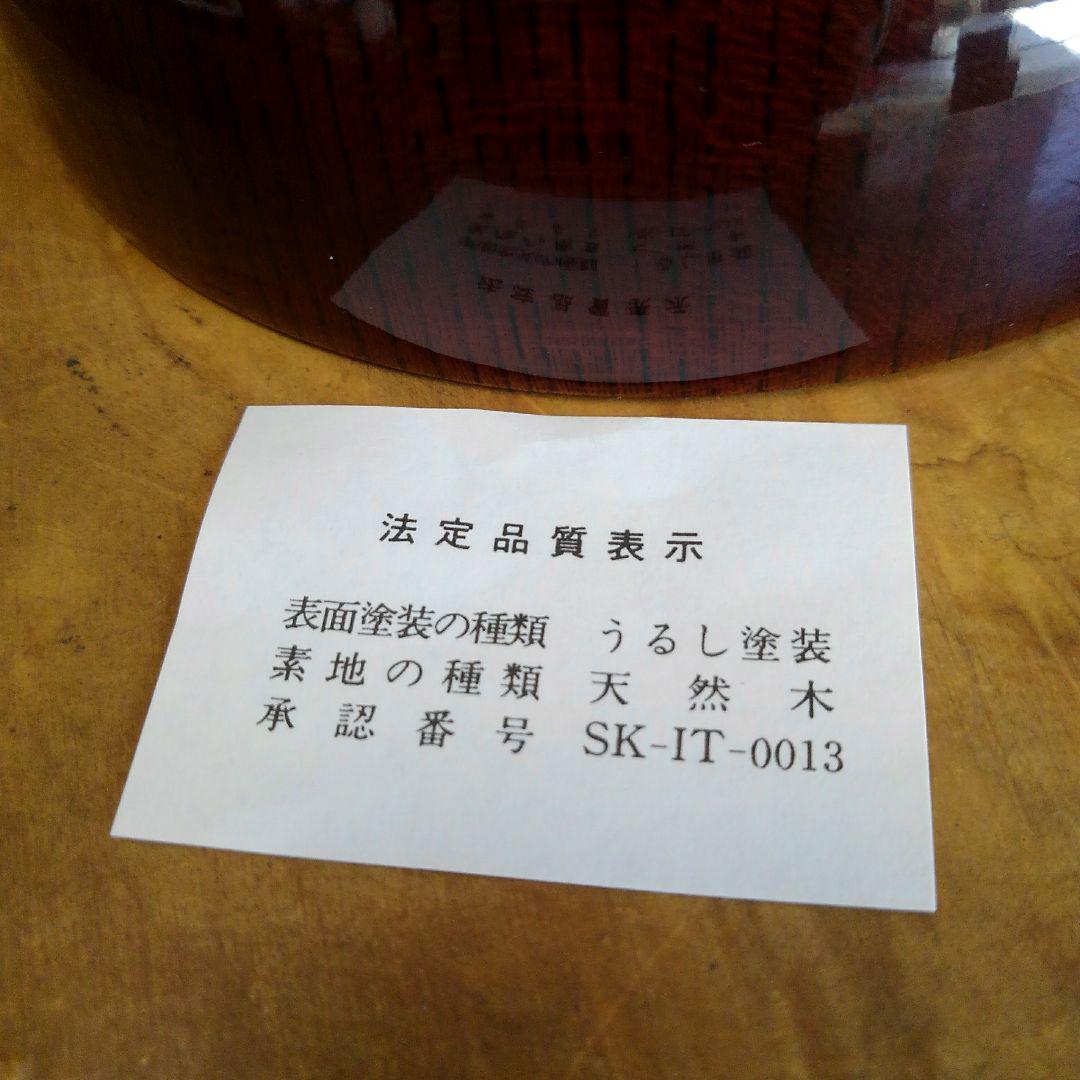 法定品質表示
表面塗装の種類 うるし塗装
素地の種類 天然木
承認番号 SK-IT-0013